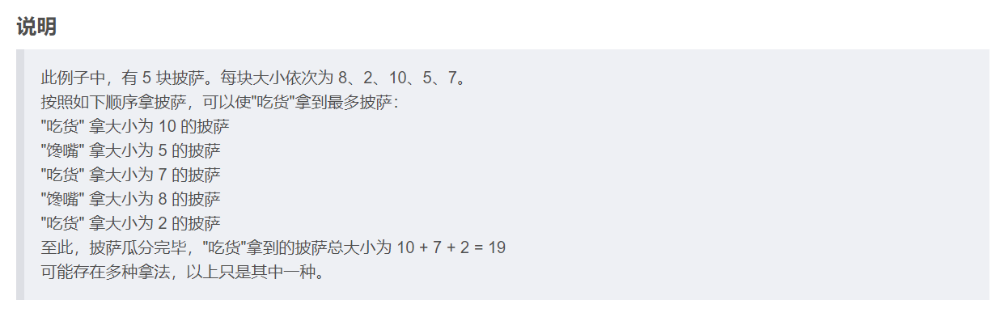 说明
此例子中，有 5 块披萨。每块大小依次为 8、2、10、5、7。
按照如下顺序拿披萨，可以使"吃货"拿到最多披萨：
"吃货" 拿大小为 10 的披萨
"馋嘴" 拿大小为 5 的披萨
"吃货" 拿大小为 7 的披萨
"馋嘴" 拿大小为 8 的披萨
"吃货" 拿大小为 2 的披萨
至此，披萨瓜分完毕，"吃货"拿到的披萨总大小为 10 + 7 + 2 = 19
可能存在多种拿法，以上只是其中一种。